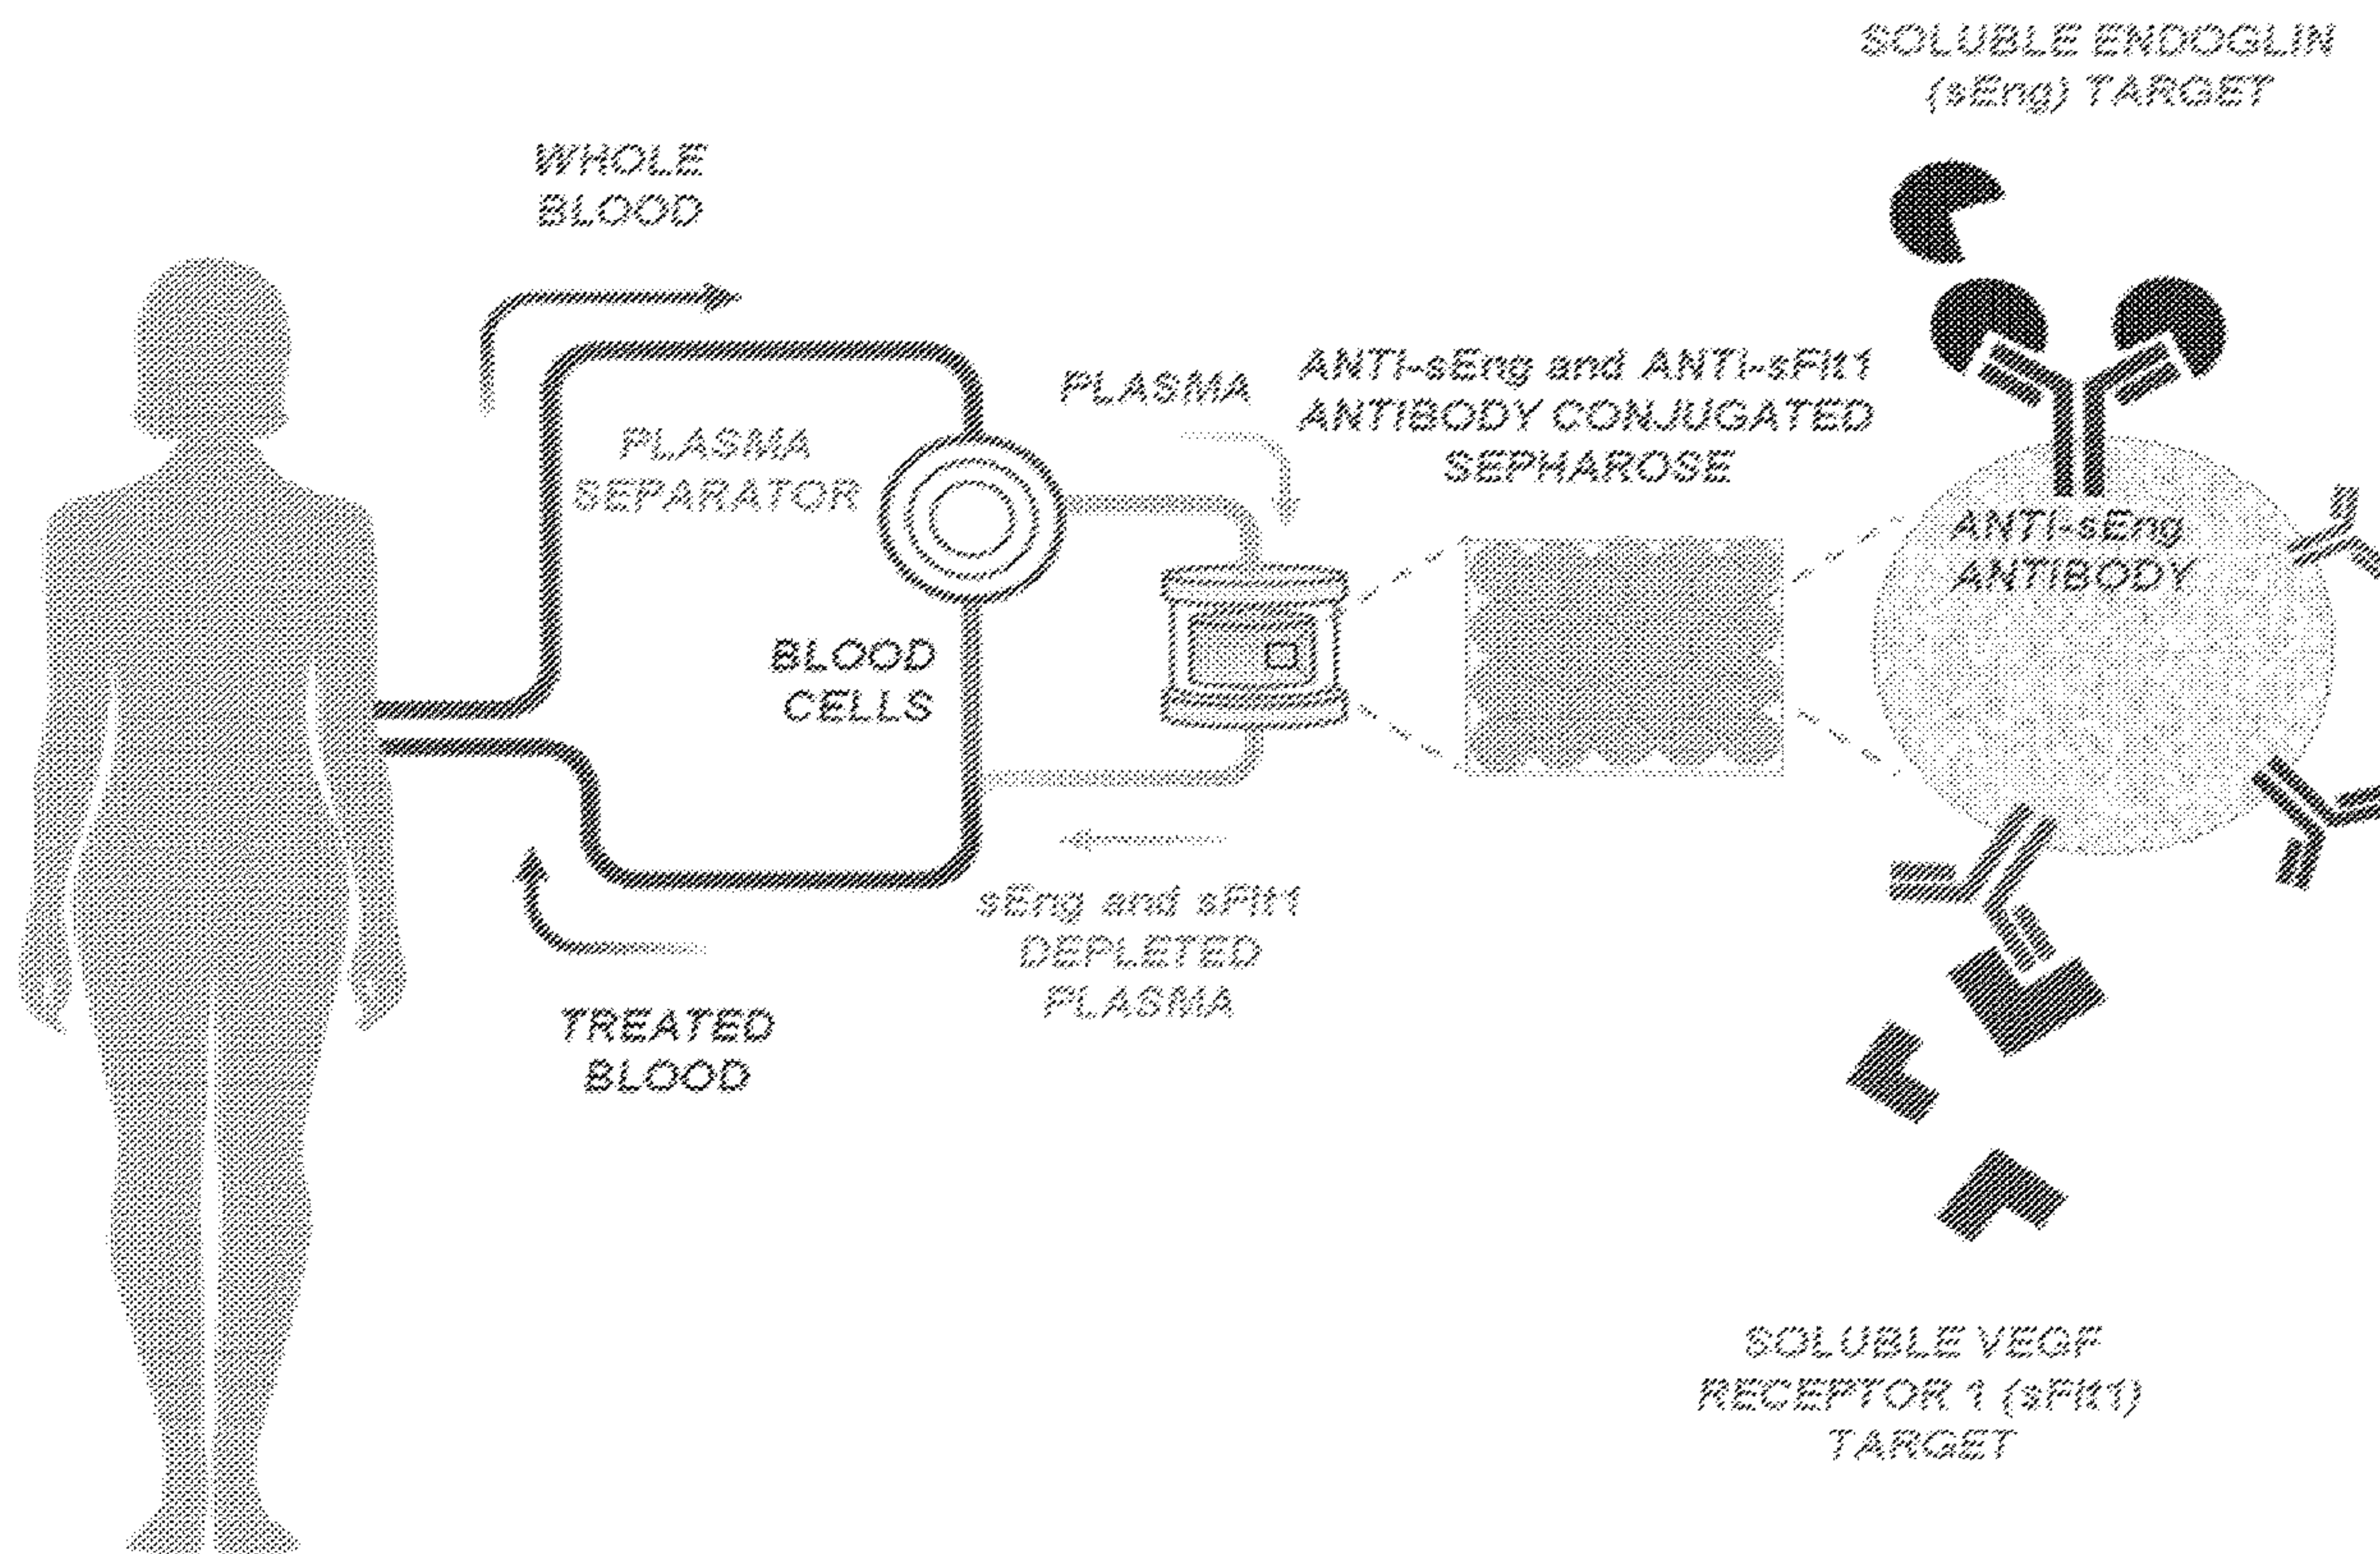 SOLUBLE ENDOGLIN
(sEng) TARGET
WHOLE
BLOOD
PLASMA
ANTI-sEng and ANTI-sFlt1
ANTIBODY CONJUGATED
SEPHAROSE
PLASMA
SEPARATOR
ANTI-sEng
ANTIBODY
BLOOD
CELLS
sEng and sFlt1
DEPLETED
PLASMA
TREATED
BLOOD
SOLUBLE VEGF
RECEPTOR 1 (sFlt1)
TARGET